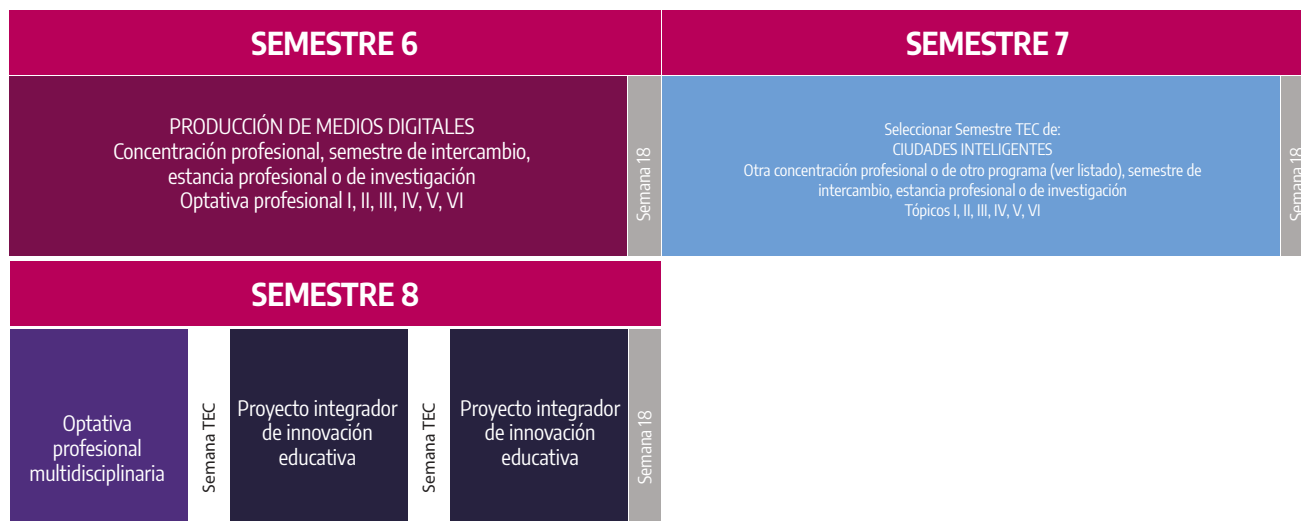 SEMESTRE 6
PRODUCCIÓN DE MEDIOS DIGITALES
Concentración profesional, semestre de intercambio,
estancia profesional o de investigación
Optativa profesional I, II, III, IV, V, VI
Semana 18
SEMESTRE 7
Seleccionar Semestre TEC de:
CIUDADES INTELIGENTES
Otra concentración profesional o de otro programa (ver listado), semestre de
intercambio, estancia profesional o de investigación
Tópicos I, II, III, IV, V, VI
Semana 18
SEMESTRE 8
Optativa
profesional
multidisciplinaria
Semana TEC
Proyecto integrador
de innovación
educativa
Semana TEC
Proyecto integrador
de innovación
educativa
Semana 18